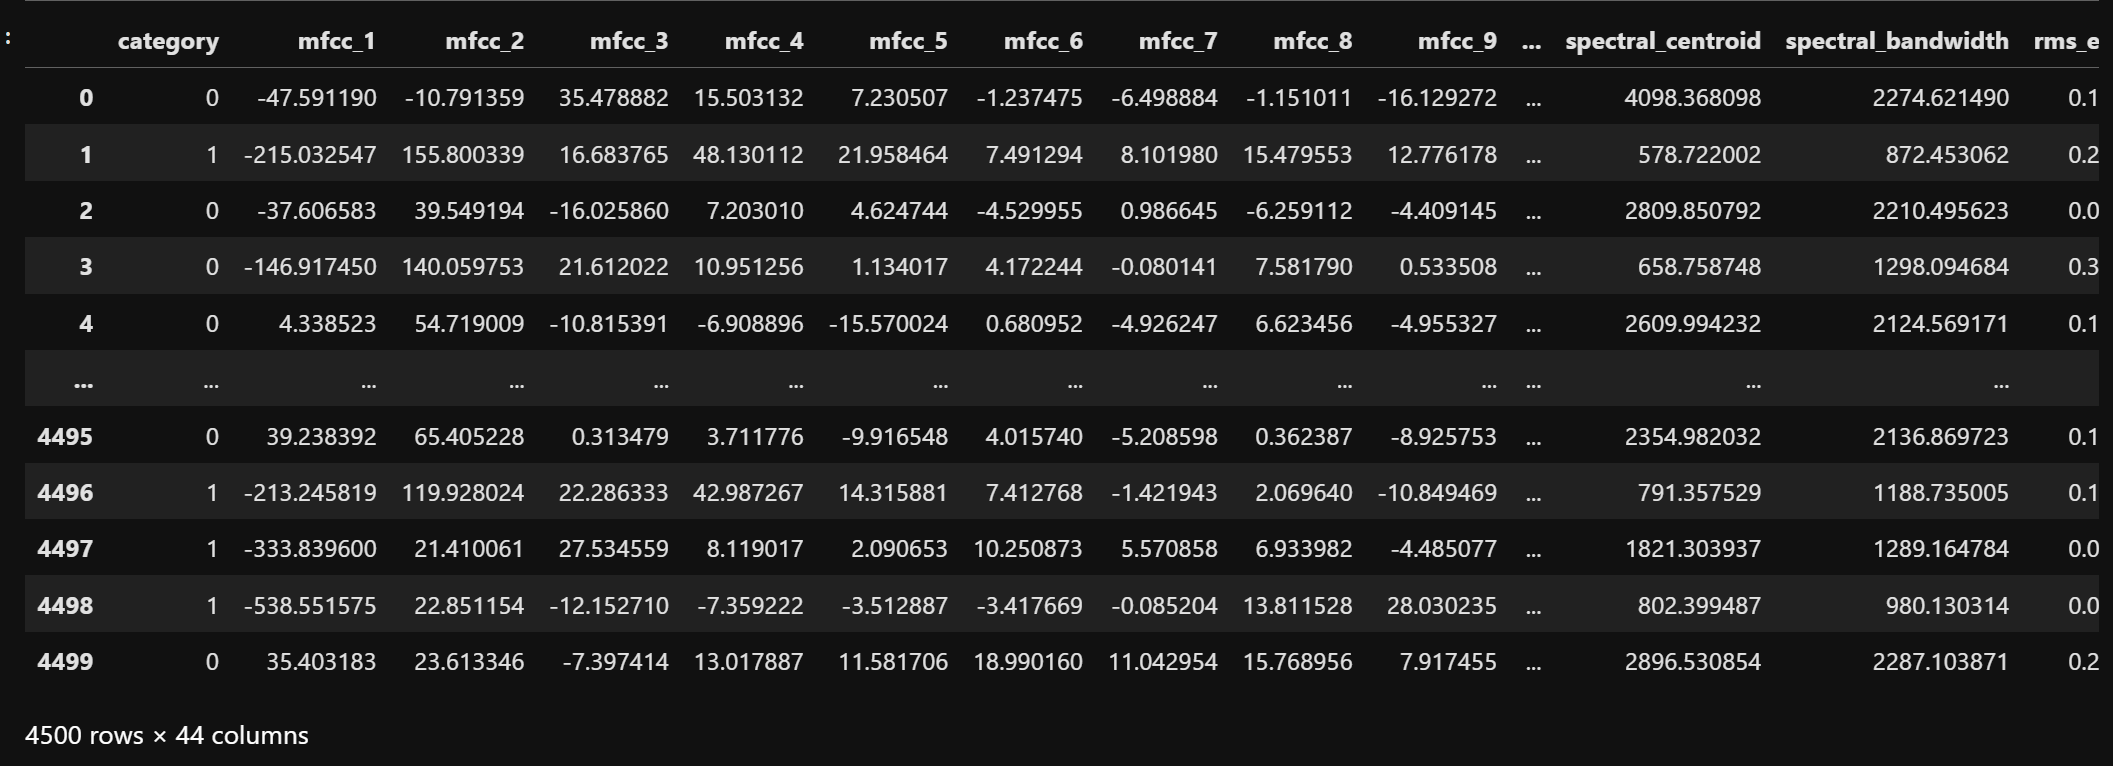 :
category mfcc_1 mfcc_2 mfcc_3 mfcc_4 mfcc_5 mfcc_6 mfcc_7 mfcc_8 mfcc_9 ... spectral_centroid spectral_bandwidth rms_e
0 0 -47.591190 -10.791359 35.478882 15.503132 7.230507 -1.237475 -6.498884 -1.151011 -16.129272 ... 4098.368098 2274.621490 0.1
1 1 -215.032547 155.800339 16.683765 48.130112 21.958464 7.491294 8.101980 15.479553 12.776178 ... 578.722002 872.453062 0.2
2 0 -37.606583 39.549194 -16.025860 7.203010 4.624744 -4.529955 0.986645 -6.259112 -4.409145 ... 2809.850792 2210.495623 0.0
3 0 -146.917450 140.059753 21.612022 10.951256 1.134017 4.172244 -0.080141 7.581790 0.533508 ... 658.758748 1298.094684 0.3
4 0 4.338523 54.719009 -10.815391 -6.908896 -15.570024 0.680952 -4.926247 6.623456 -4.955327 ... 2609.994232 2124.569171 0.1
... ... ... ... ... ... ... ... ... ... ... ... ... ...
4495 0 39.238392 65.405228 0.313479 3.711776 -9.916548 4.015740 -5.208598 0.362387 -8.925753 ... 2354.982032 2136.869723 0.1
4496 1 -213.245819 119.928024 22.286333 42.987267 14.315881 7.412768 -1.421943 2.069640 -10.849469 ... 791.357529 1188.735005 0.1
4497 1 -333.839600 21.410061 27.534559 8.119017 2.090653 10.250873 5.570858 6.933982 -4.485077 ... 1821.303937 1289.164784 0.0
4498 1 -538.551575 22.851154 -12.152710 -7.359222 -3.512887 -3.417669 -0.085204 13.811528 28.030235 ... 802.399487 980.130314 0.0
4499 0 35.403183 23.613346 -7.397414 13.017887 11.581706 18.990160 11.042954 15.768956 7.917455 ... 2896.530854 2287.103871 0.2
4500 rows × 44 columns